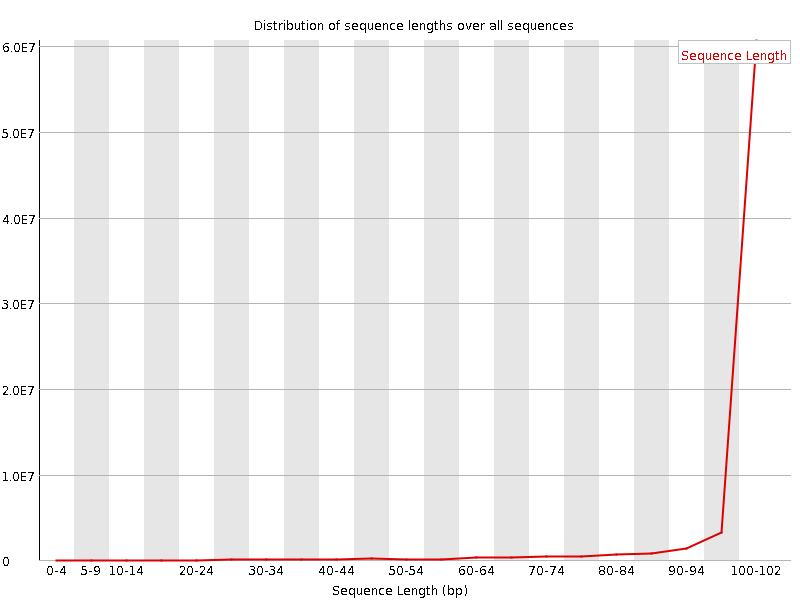 Distribution of sequence lengths over all sequences
Sequence Length
6.0E7
5.0E7
4.0E7
3.0E7
2.0E7
1.0E7
0
0-4 5-9 10-14 20-24 30-34 40-44 50-54 60-64 70-74 80-84 90-94 100-102
Sequence Length (bp)